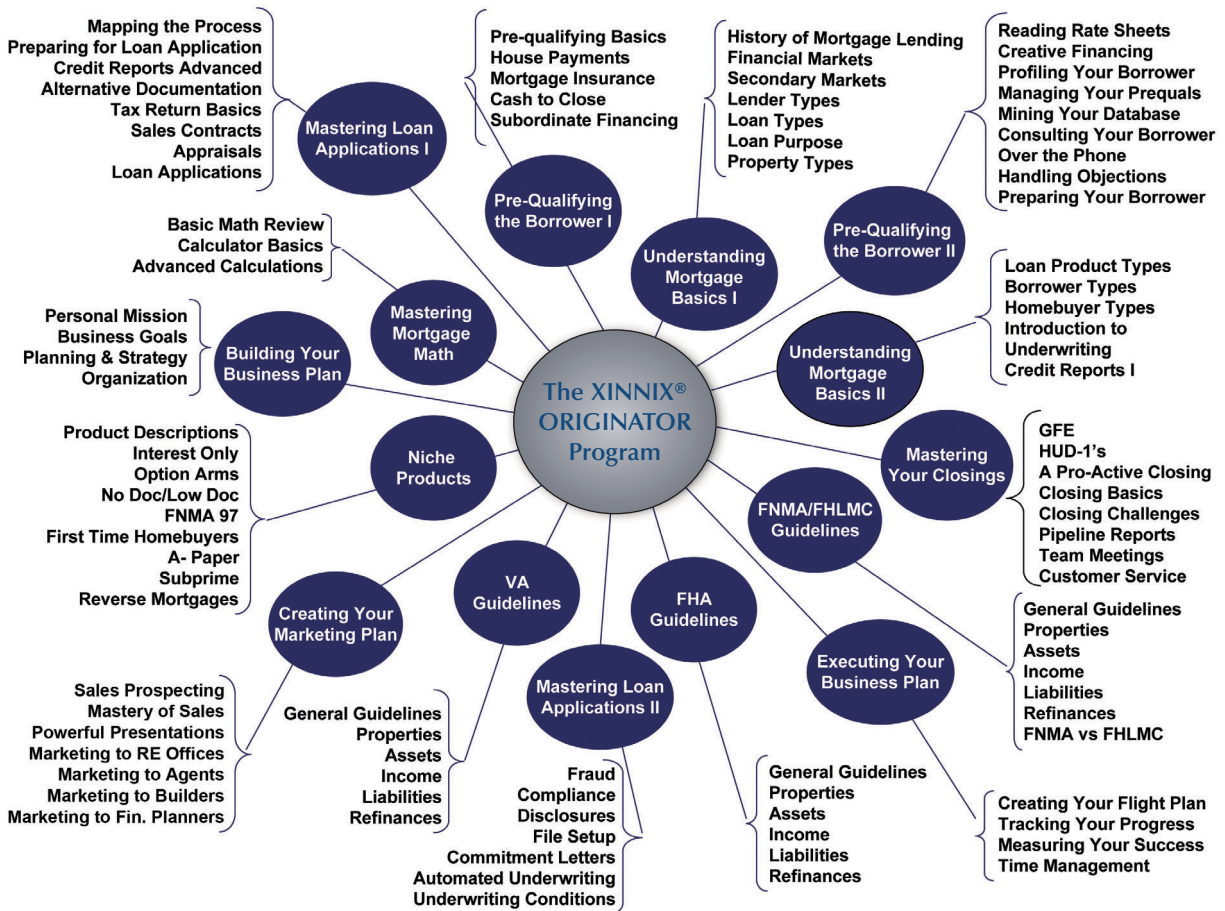 Mapping the Process
Preparing for Loan Application
Credit Reports Advanced
Alternative Documentation
Tax Return Basics
Sales Contracts
Appraisals
Loan Applications
Mastering Loan
Applications I
Pre-qualifying Basics
House Payments
Mortgage Insurance
Cash to Close
Subordinate Financing
Pre-Qualifying
the Borrower I
History of Mortgage Lending
Financial Markets
Secondary Markets
Lender Types
Loan Types
Loan Purpose
Property Types
Understanding
Mortgage
Basics I
Reading Rate Sheets
Creative Financing
Profiling Your Borrower
Managing Your Prequals
Mining Your Database
Consulting Your Borrower
Over the Phone
Handling Objections
Preparing Your Borrower
Pre-Qualifying
the Borrower II
Basic Math Review
Calculator Basics
Advanced Calculations
Mastering
Mortgage
Math
Loan Product Types
Borrower Types
Homebuyer Types
Introduction to
Underwriting
Credit Reports I
Understanding
Mortgage
Basics II
Personal Mission
Business Goals
Planning & Strategy
Organization
Building Your
Business Plan
The XINNIX®
ORIGINATOR
Program
Product Descriptions
Interest Only
Option Arms
No Doc/Low Doc
FNMA 97
First Time Homebuyers
A- Paper
Subprime
Reverse Mortgages
Niche
Products
Mastering
Your Closings
GFE
HUD-1's
A Pro-Active Closing
Closing Basics
Closing Challenges
Pipeline Reports
Team Meetings
Customer Service
FNMA/FHLMC
Guidelines
General Guidelines
Properties
Assets
Income
Liabilities
Refinances
FNMA vs FHLMC
Creating Your
Marketing Plan
Sales Prospecting
Mastery of Sales
Powerful Presentations
Marketing to RE Offices
Marketing to Agents
Marketing to Builders
Marketing to Fin. Planners
VA
Guidelines
General Guidelines
Properties
Assets
Income
Liabilities
Refinances
Mastering Loan
Applications II
Fraud
Compliance
Disclosures
File Setup
Commitment Letters
Automated Underwriting
Underwriting Conditions
FHA
Guidelines
General Guidelines
Properties
Assets
Income
Liabilities
Refinances
Executing Your
Business Plan
Creating Your Flight Plan
Tracking Your Progress
Measuring Your Success
Time Management